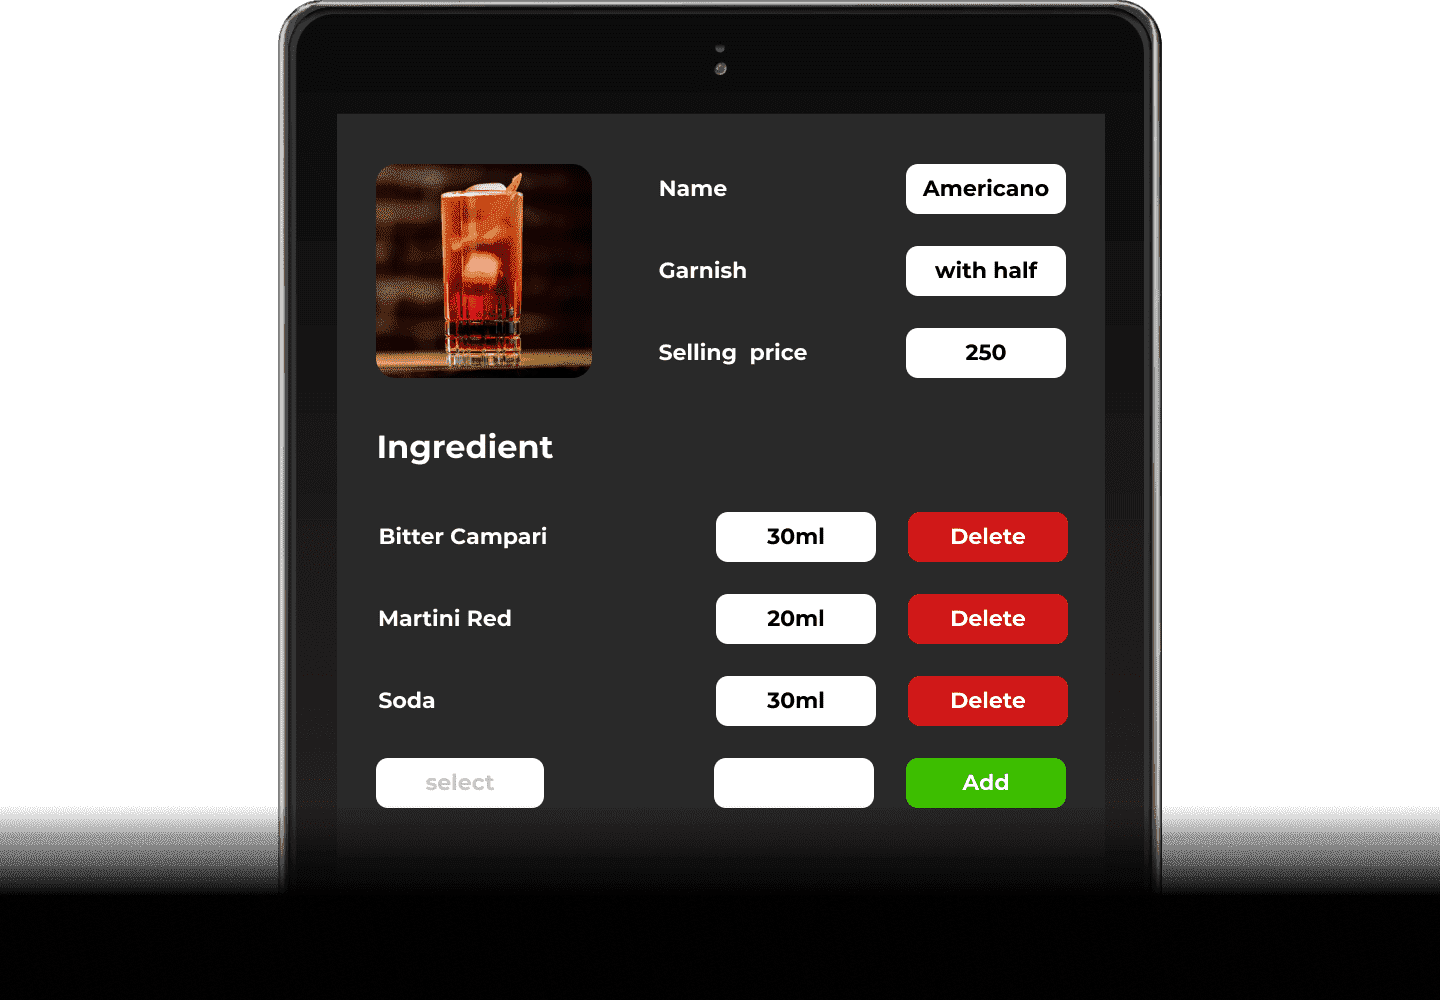 Name
Americano
Garnish
with half
Selling price
250
Ingredient
Bitter Campari
30ml
Delete
Martini Red
20ml
Delete
Soda
30ml
Delete
select
Add